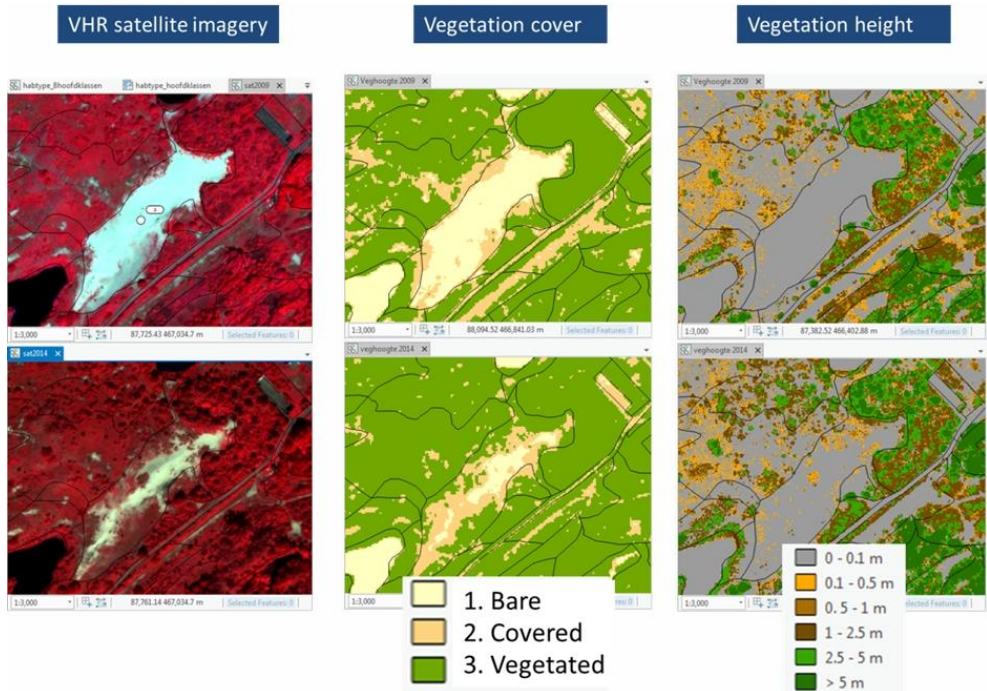 VHR satellite imagery
Vegetation cover
Vegetation height
habtype_8hoofdklassen
habtype_hoofdklassen
sat2009
Veghoogte 2009
Veghoogte 2009
1:3,000
87,725.43 467,034.7 m
Selected Features: 0
1:3,000
88,094.52 466,841.03 m
Selected Features: 0
1:3,000
87,382.52 466,402.88 m
Selected Features: 0
sat2014
veghoogte 2014
veghoogte 2014
1:3,000
87,761.14 467,034.7 m
Selected Features: 0
1:3,000
1:3,000
1. Bare
2. Covered
3. Vegetated
0 - 0.1 m
0.1 - 0.5 m
0.5 - 1 m
1 - 2.5 m
2.5 - 5 m
> 5 m